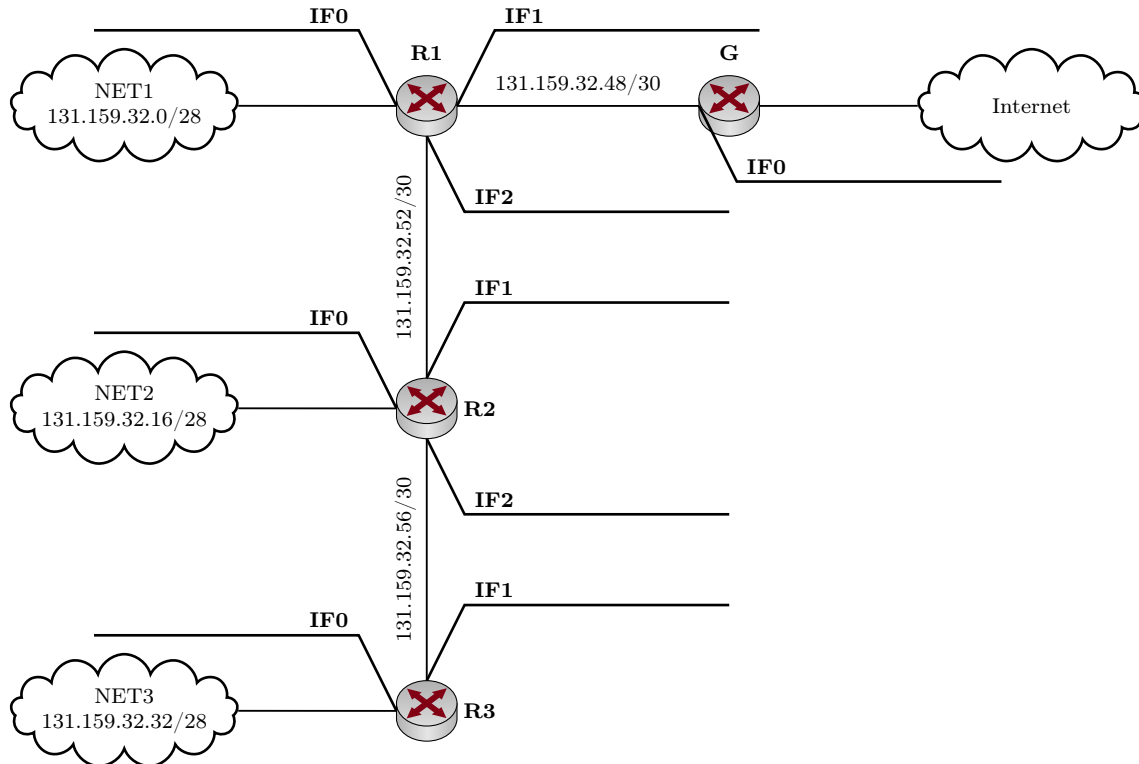 IF0
IF1
R1
G
NET1
131.159.32.0/28
131.159.32.48/30
Internet
IF0
IF2
131.159.32.52/30
IF1
IF0
NET2
131.159.32.16/28
R2
IF2
131.159.32.56/30
IF1
IF0
NET3
131.159.32.32/28
R3